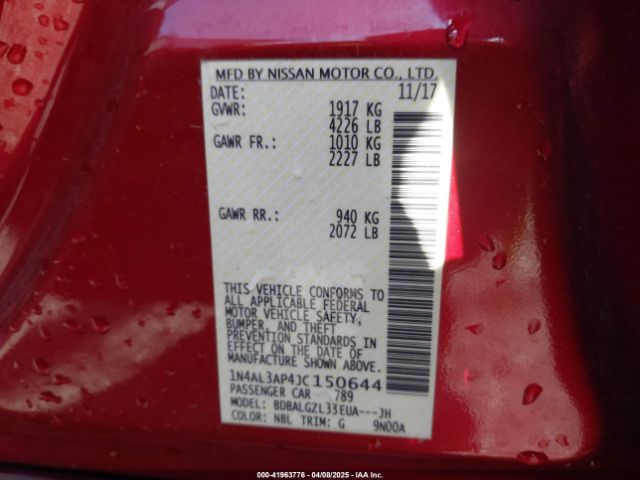 MFD BY NISSAN MOTOR CO., LTD.
DATE: 11/17
GVWR: 1917 KG
4226 LB
GAWR FR.: 1010 KG
2227 LB
GAWR RR.: 940 KG
2072 LB
THIS VEHICLE CONFORMS TO
ALL APPLICABLE FEDERAL
MOTOR VEHICLE SAFETY,
BUMPER, AND THEFT
PREVENTION STANDARDS IN
EFFECT ON THE DATE OF
MANUFACTURE SHOWN ABOVE.
1N4AL3AP4JC150644
PASSENGER CAR 789
MODEL: BDBALGZL33EUA---JH
COLOR: NBL TRIM: G 9N00A
000-41963776 - 04/08/2025 - IAA Inc.